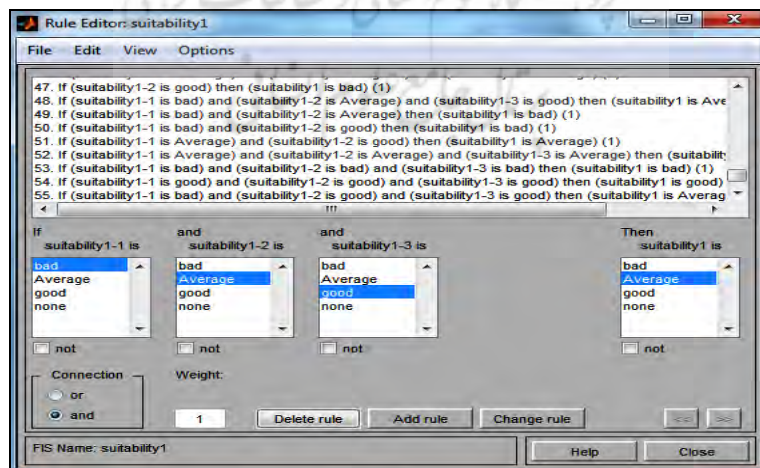 Rule Editor: suitability1
File Edit View Options
47. If (suitability1-2 is good) then (suitability1 is bad) (1)
48. If (suitability1-1 is bad) and (suitability1-2 is Average) and (suitability1-3 is good) then (suitability1 is Ave
49. If (suitability1-1 is bad) and (suitability1-2 is Average) then (suitability1 is bad) (1)
50. If (suitability1-1 is bad) and (suitability1-2 is good) then (suitability1 is bad) (1)
51. If (suitability1-1 is Average) and (suitability1-2 is good) then (suitability1 is Average) (1)
52. If (suitability1-1 is Average) and (suitability1-2 is Average) and (suitability1-3 is Average) then (suitability
53. If (suitability1-1 is bad) and (suitability1-2 is bad) and (suitability1-3 is bad) then (suitability1 is bad) (1)
54. If (suitability1-1 is good) and (suitability1-2 is good) and (suitability1-3 is good) then (suitability1 is good)
55. If (suitability1-1 is bad) and (suitability1-2 is good) and (suitability1-3 is good) then (suitability1 is Averag
If and and Then
suitability1-1 is suitability1-2 is suitability1-3 is suitability1 is
bad bad bad bad
Average Average Average Average
good good good good
none none none none
not not not not
Connection Weight:
or
and 1 Delete rule Add rule Change rule << >>
FIS Name: suitability1 Help Close